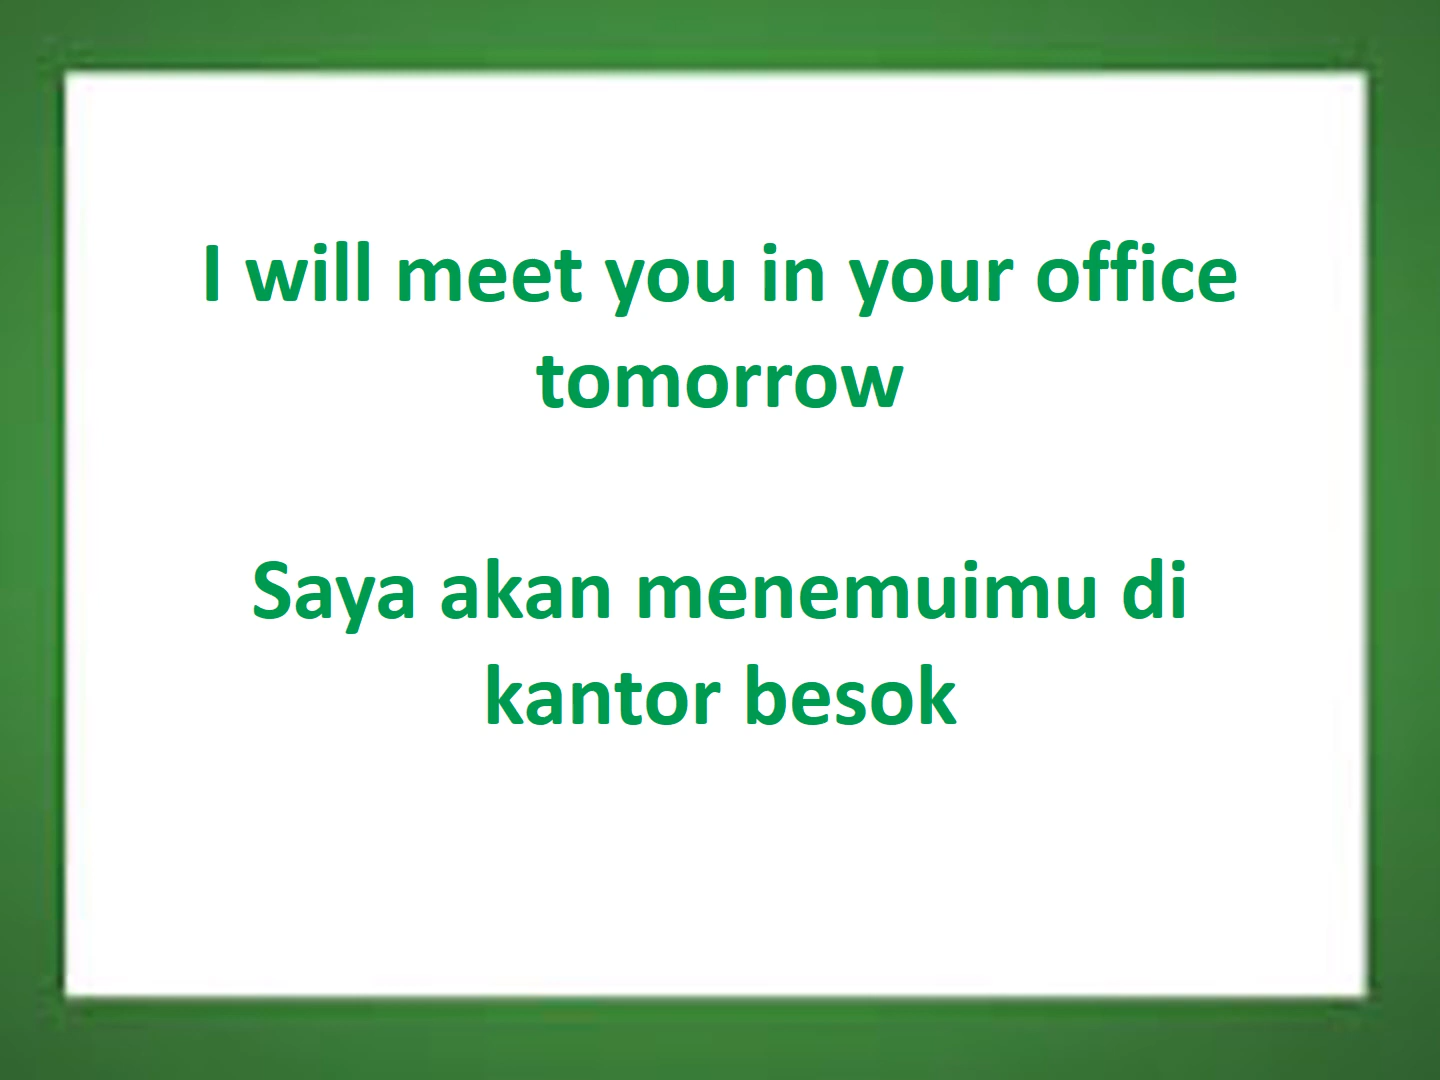 I will meet you in your office
tomorrow
Saya akan menemuimu di
kantor besok